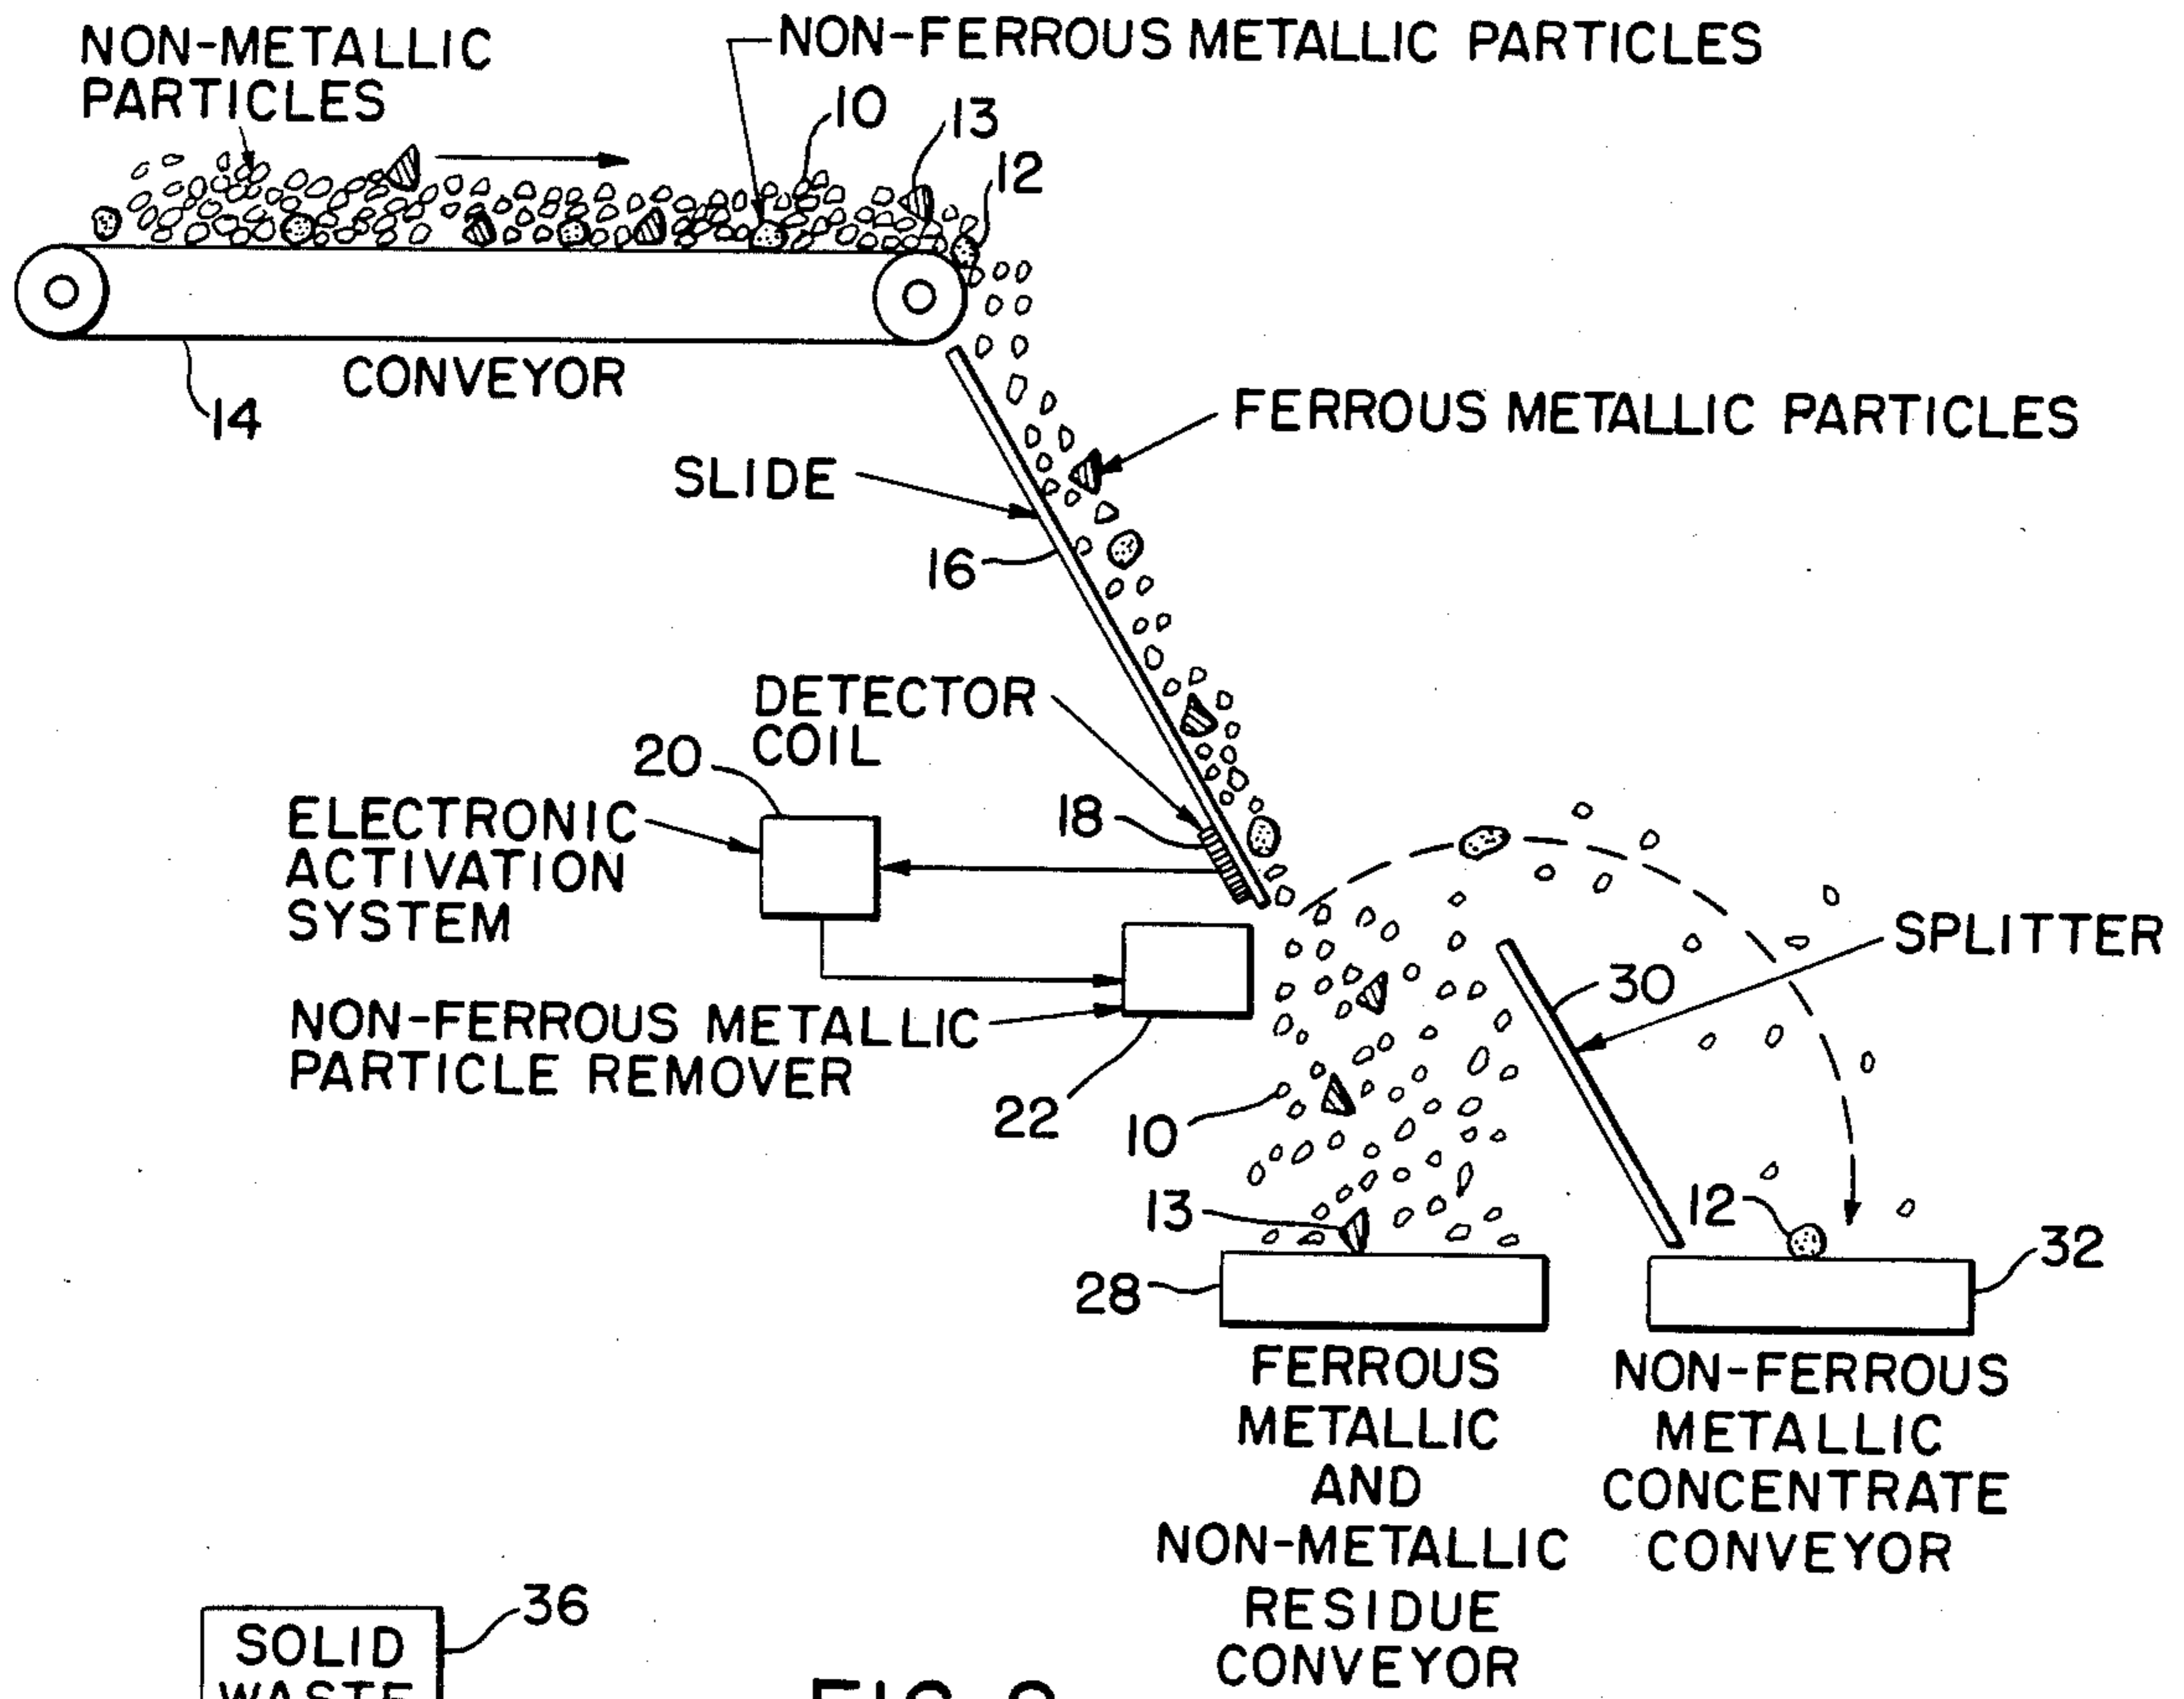 NON-METALLIC
PARTICLES
NON-FERROUS METALLIC PARTICLES
10
13
12
CONVEYOR
14
FERROUS METALLIC PARTICLES
SLIDE
16
DETECTOR
COIL
20
18
ELECTRONIC
ACTIVATION
SYSTEM
SPLITTER
30
NON-FERROUS METALLIC
PARTICLE REMOVER
22
10
13
12
28
32
FERROUS
METALLIC
AND
NON-METALLIC
RESIDUE
CONVEYOR
NON-FERROUS
METALLIC
CONCENTRATE
CONVEYOR
36
SOLID
WASTE